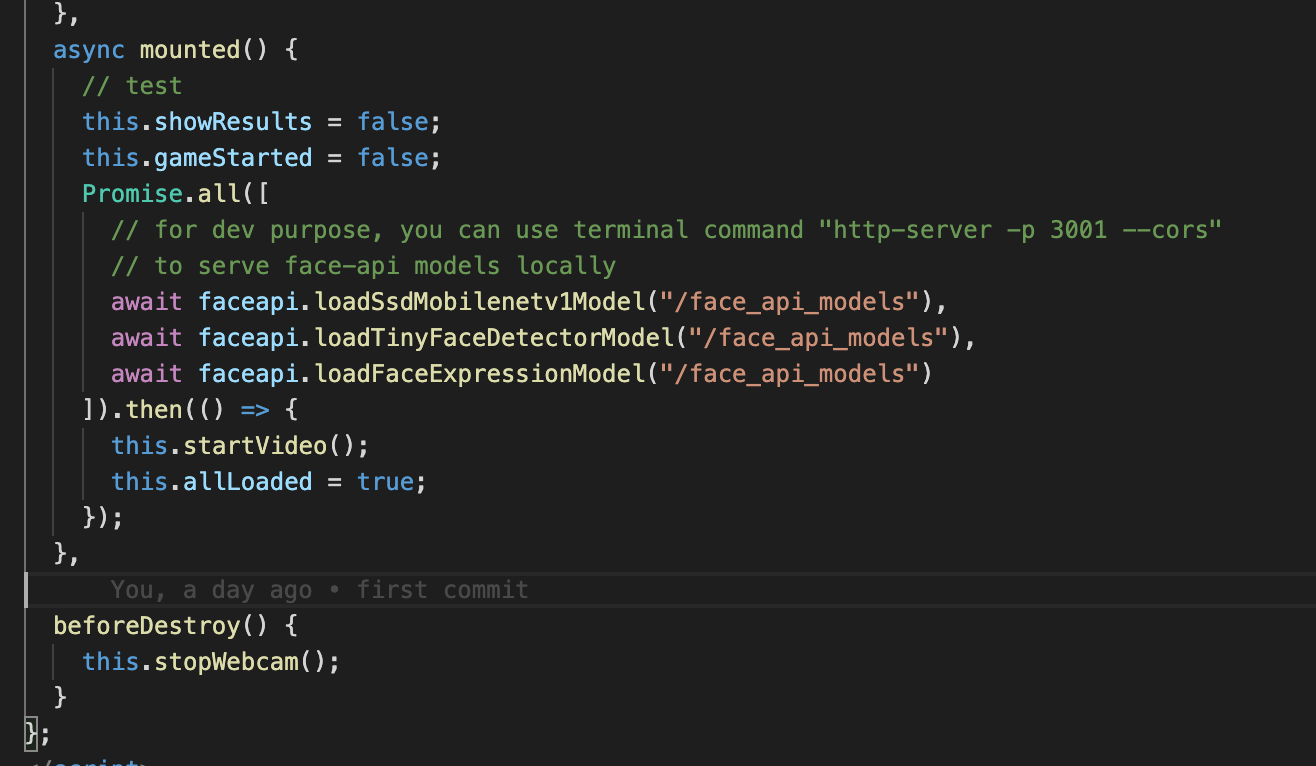 },
async mounted() {
// test
this.showResults = false;
this.gameStarted = false;
Promise.all([
// for dev purpose, you can use terminal command "http-server -p 3001 --cors"
// to serve face-api models locally
await faceapi.loadSsdMobilenetv1Model("/face_api_models"),
await faceapi.loadTinyFaceDetectorModel("/face_api_models"),
await faceapi.loadFaceExpressionModel("/face_api_models")
]).then(() => {
this.startVideo();
this.allLoaded = true;
});
},
You, a day ago • first commit
beforeDestroy() {
this.stopWebcam();
}
};
</script>